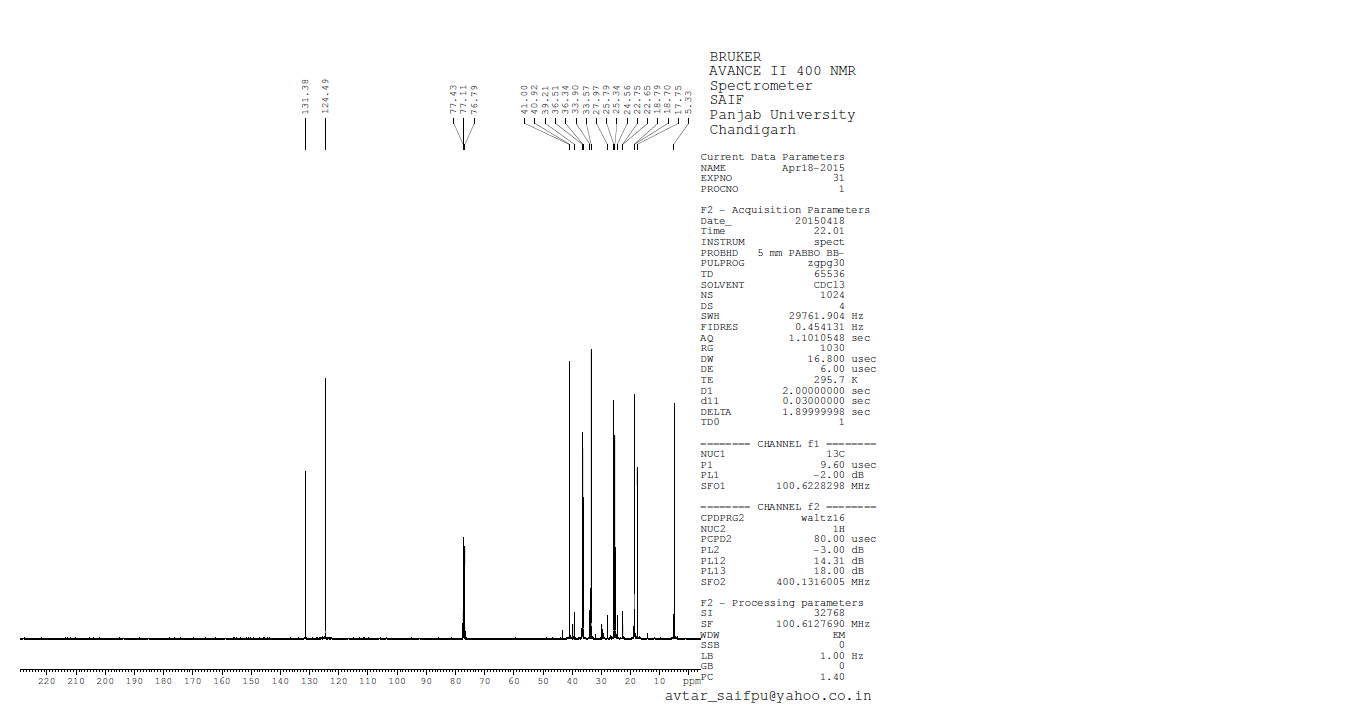 131.38
124.49
77.43
77.11
76.79
41.00
40.92
39.21
36.51
36.34
33.90
33.57
27.97
25.79
25.34
24.56
22.75
22.65
18.79
18.70
17.75
5.33
BRUKER
AVANCE II 400 NMR
Spectrometer
SAIF
Panjab University
Chandigarh
Current Data Parameters
NAME Apr18-2015
EXPNO 31
PROCNO 1
F2 - Acquisition Parameters
Date_ 20150418
Time 22.01
INSTRUM spect
PROBHD 5 mm PABBO BB-
PULPROG zgpg30
TD 65536
SOLVENT CDCl3
NS 1024
DS 4
SWH 29761.904 Hz
FIDRES 0.454131 Hz
AQ 1.1010548 sec
RG 1030
DW 16.800 usec
DE 6.00 usec
TE 295.7 K
D1 2.00000000 sec
d11 0.03000000 sec
DELTA 1.89999998 sec
TD0 1
======== CHANNEL f1 ========
NUC1 13C
P1 9.60 usec
PL1 -2.00 dB
SFO1 100.6228298 MHz
======== CHANNEL f2 ========
CPDPRG2 waltz16
NUC2 1H
PCPD2 80.00 usec
PL2 -3.00 dB
PL12 14.31 dB
PL13 18.00 dB
SFO2 400.1316005 MHz
F2 - Processing parameters
SI 32768
SF 100.6127690 MHz
WDW EM
SSB 0
LB 1.00 Hz
GB 0
PC 1.40
220 210 200 190 180 170 160 150 140 130 120 110 100 90 80 70 60 50 40 30 20 10 ppm
avtar_saifpu@yahoo.co.in